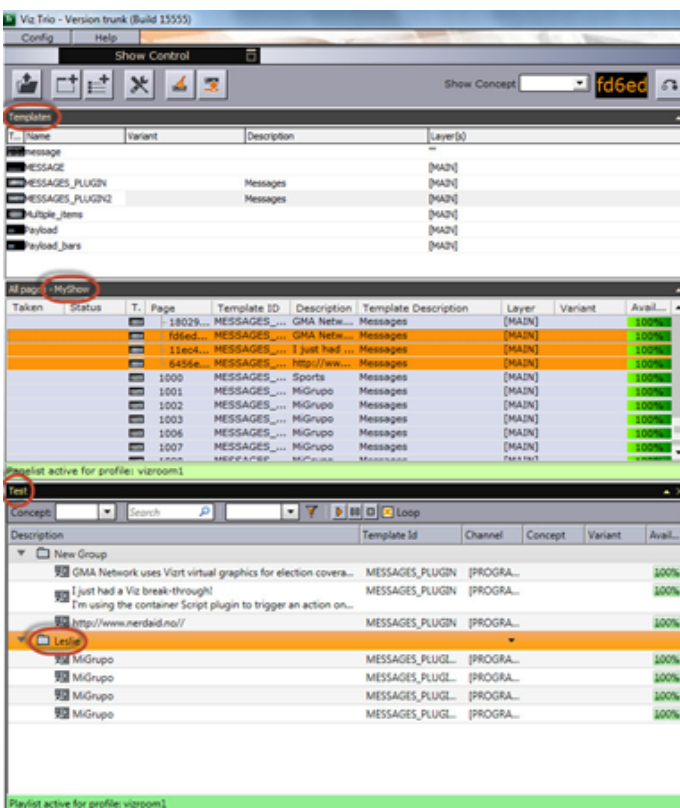 Viz Trio - Version trunk (Build 15555)
Config Help
Show Control
Show Concept fd6ed
Templates
T... Name Variant Description Layer(s)
message ""
MESSAGE [MAIN]
MESSAGES_PLUGIN Messages [MAIN]
MESSAGES_PLUGIN2 Messages [MAIN]
Multiple_items
Payload [MAIN]
Payload_bars [MAIN]
All pages - MyShow
Taken Status T. Page Template ID Description Template Description Layer Variant Avail...
18029... MESSAGES_... GMA Netw... Messages [MAIN] 100%
fd6ed... MESSAGES_... GMA Netw... Messages [MAIN] 100%
11ec4... MESSAGES_... I just had ... Messages [MAIN] 100%
6456e... MESSAGES_... http://ww... Messages [MAIN] 100%
1000 MESSAGES_... Sports Messages [MAIN] 100%
1001 MESSAGES_... MiGrupo Messages [MAIN] 100%
1002 MESSAGES_... MiGrupo Messages [MAIN] 100%
1003 MESSAGES_... MiGrupo Messages [MAIN] 100%
1006 MESSAGES_... MiGrupo Messages [MAIN] 100%
1007 MESSAGES_... MiGrupo Messages [MAIN] 100%
Pagelist active for profile: vizroom1
Test
Concept: Search Loop
Description Template Id Channel Concept Variant Avail...
New Group
GMA Network uses Vizrt virtual graphics for election covera... MESSAGES_PLUGIN [PROGRA... 100%
I just had a Viz break-through! MESSAGES_PLUGIN [PROGRA... 100%
I'm using the container Script plugin to trigger an action on...
http://www.nerdaid.no// MESSAGES_PLUGIN [PROGRA... 100%
Leslie
MiGrupo MESSAGES_PLUGI... [PROGRA... 100%
MiGrupo MESSAGES_PLUGI... [PROGRA... 100%
MiGrupo MESSAGES_PLUGI... [PROGRA... 100%
MiGrupo MESSAGES_PLUGI... [PROGRA... 100%
Playlist active for profile: vizroom1